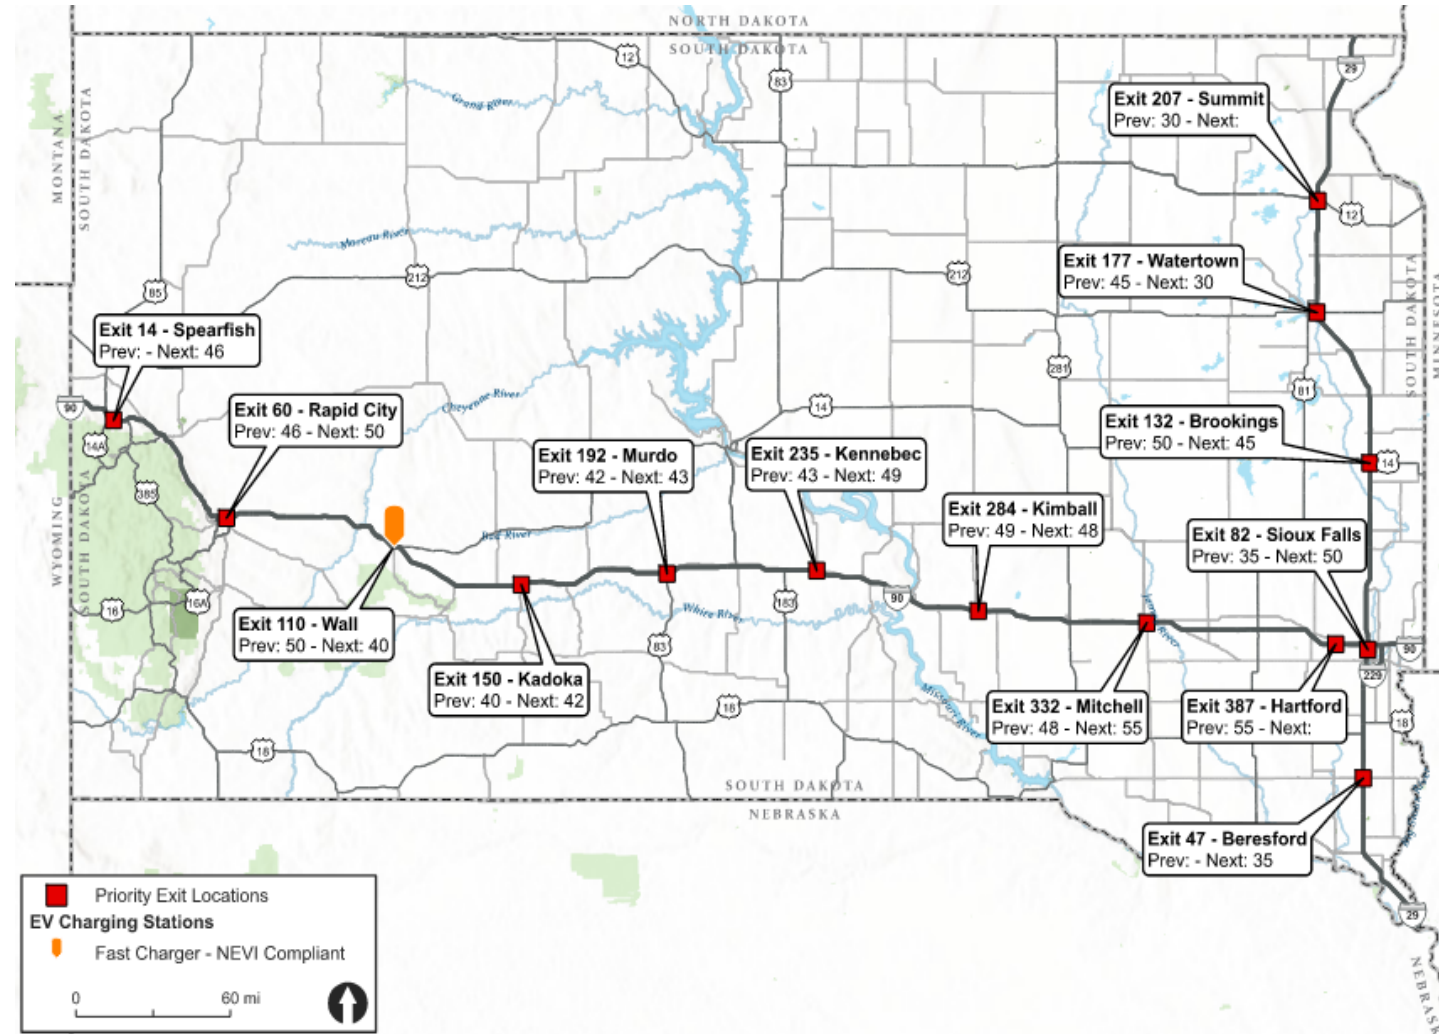 NORTH DAKOTA
SOUTH DAKOTA
12
83
29
Grand River
MONTANA
SOUTH DAKOTA
Exit 207 - Summit
Prev: 30 - Next:
12
Moreau River
212
212
85
Exit 177 - Watertown
Prev: 45 - Next: 30
SOUTH DAKOTA
Exit 14 - Spearfish
Prev: - Next: 46
90
14A
Cheyenne River
281
81
14
Exit 60 - Rapid City
Prev: 46 - Next: 50
Exit 132 - Brookings
Prev: 50 - Next: 45
14
Exit 192 - Murdo
Prev: 42 - Next: 43
Exit 235 - Kennebec
Prev: 43 - Next: 49
385
WYOMING
SOUTH DAKOTA
Exit 284 - Kimball
Prev: 49 - Next: 48
Exit 82 - Sioux Falls
Prev: 35 - Next: 50
Bad River
16
16A
White River
183
90
James River
90
229
Exit 110 - Wall
Prev: 50 - Next: 40
83
Exit 150 - Kadoka
Prev: 40 - Next: 42
18
Missouri River
Exit 332 - Mitchell
Prev: 48 - Next: 55
Exit 387 - Hartford
Prev: 55 - Next:
18
18
SOUTH DAKOTA
NEBRASKA
Exit 47 - Beresford
Prev: - Next: 35
29
Priority Exit Locations
EV Charging Stations
Fast Charger - NEVI Compliant
0 60 mi